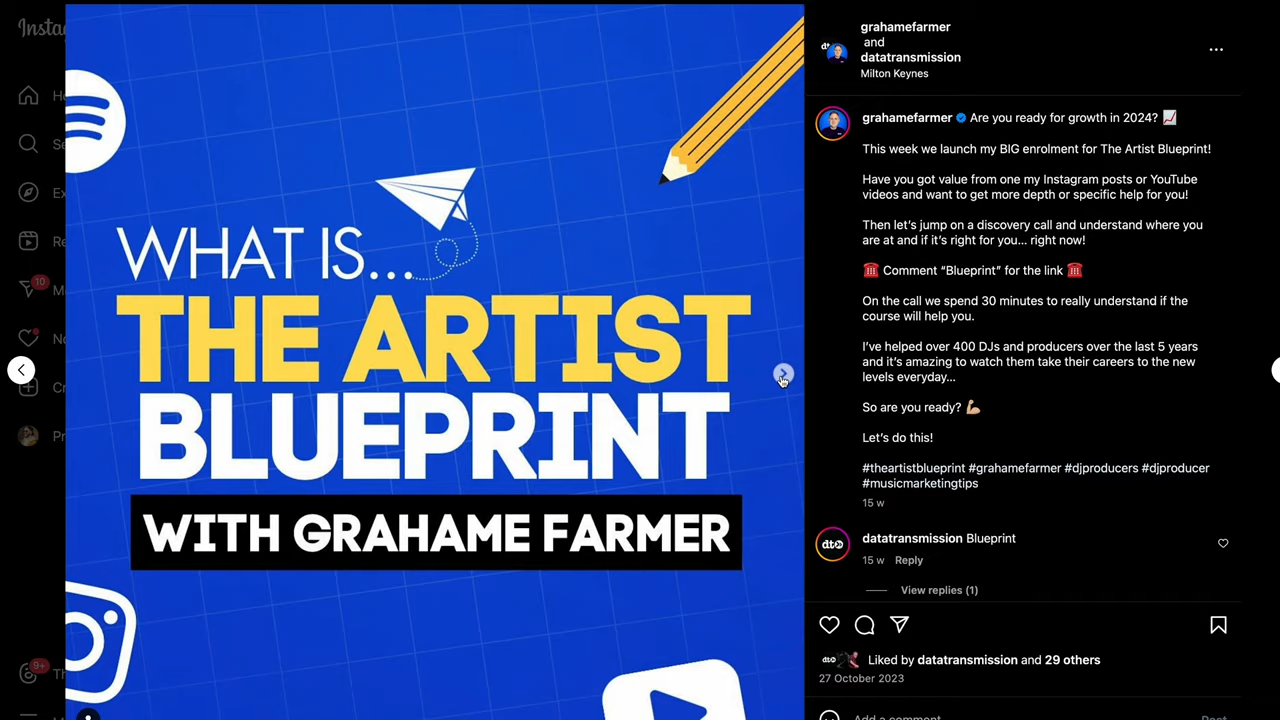 Insta
10
9+
WHAT IS...
THE ARTIST
BLUEPRINT
WITH GRAHAME FARMER
grahamefarmer
and
datatransmission
Milton Keynes
grahamefarmer Are you ready for growth in 2024? 📈
This week we launch my BIG enrolment for The Artist Blueprint!
Have you got value from one my Instagram posts or YouTube
videos and want to get more depth or specific help for you!
Then let's jump on a discovery call and understand where you
are at and if it's right for you... right now!
☎️ Comment “Blueprint” for the link ☎️
On the call we spend 30 minutes to really understand if the
course will help you.
I've helped over 400 DJs and producers over the last 5 years
and it's amazing to watch them take their careers to the new
levels everyday...
So are you ready? 💪🏼
Let's do this!
#theartistblueprint #grahamefarmer #djproducers #djproducer
#musicmarketingtips
15 w
datatransmission Blueprint
15 w Reply
View replies (1)
Liked by datatransmission and 29 others
27 October 2023
Add a comment...
Post